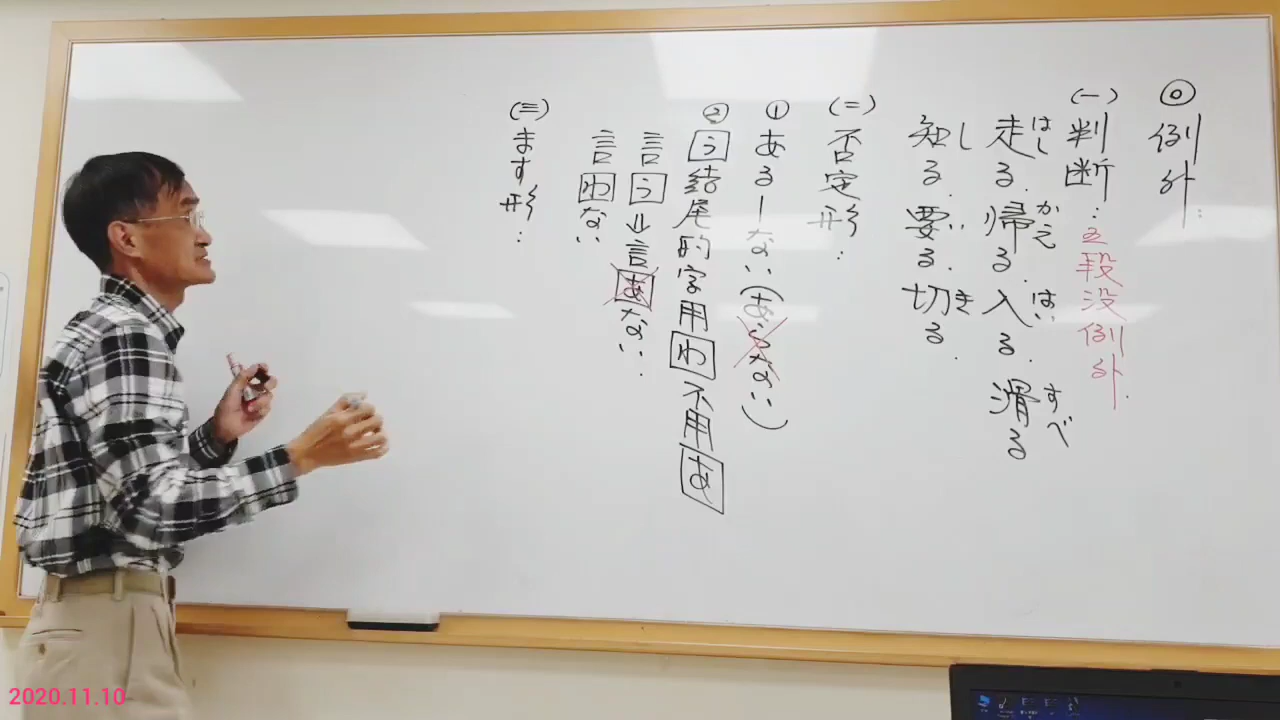 ◎例外:
(一)判断:五段没例外.
走る.帰る.入る.滑る
はし かえ はい すべ
知る.要る.切る.
し い き
(二)否定形:
①あるーない(あらない)
②う結尾的字用わ不用あ
言う⇒言あない.
言わない
(三)ます形:
2020.11.10